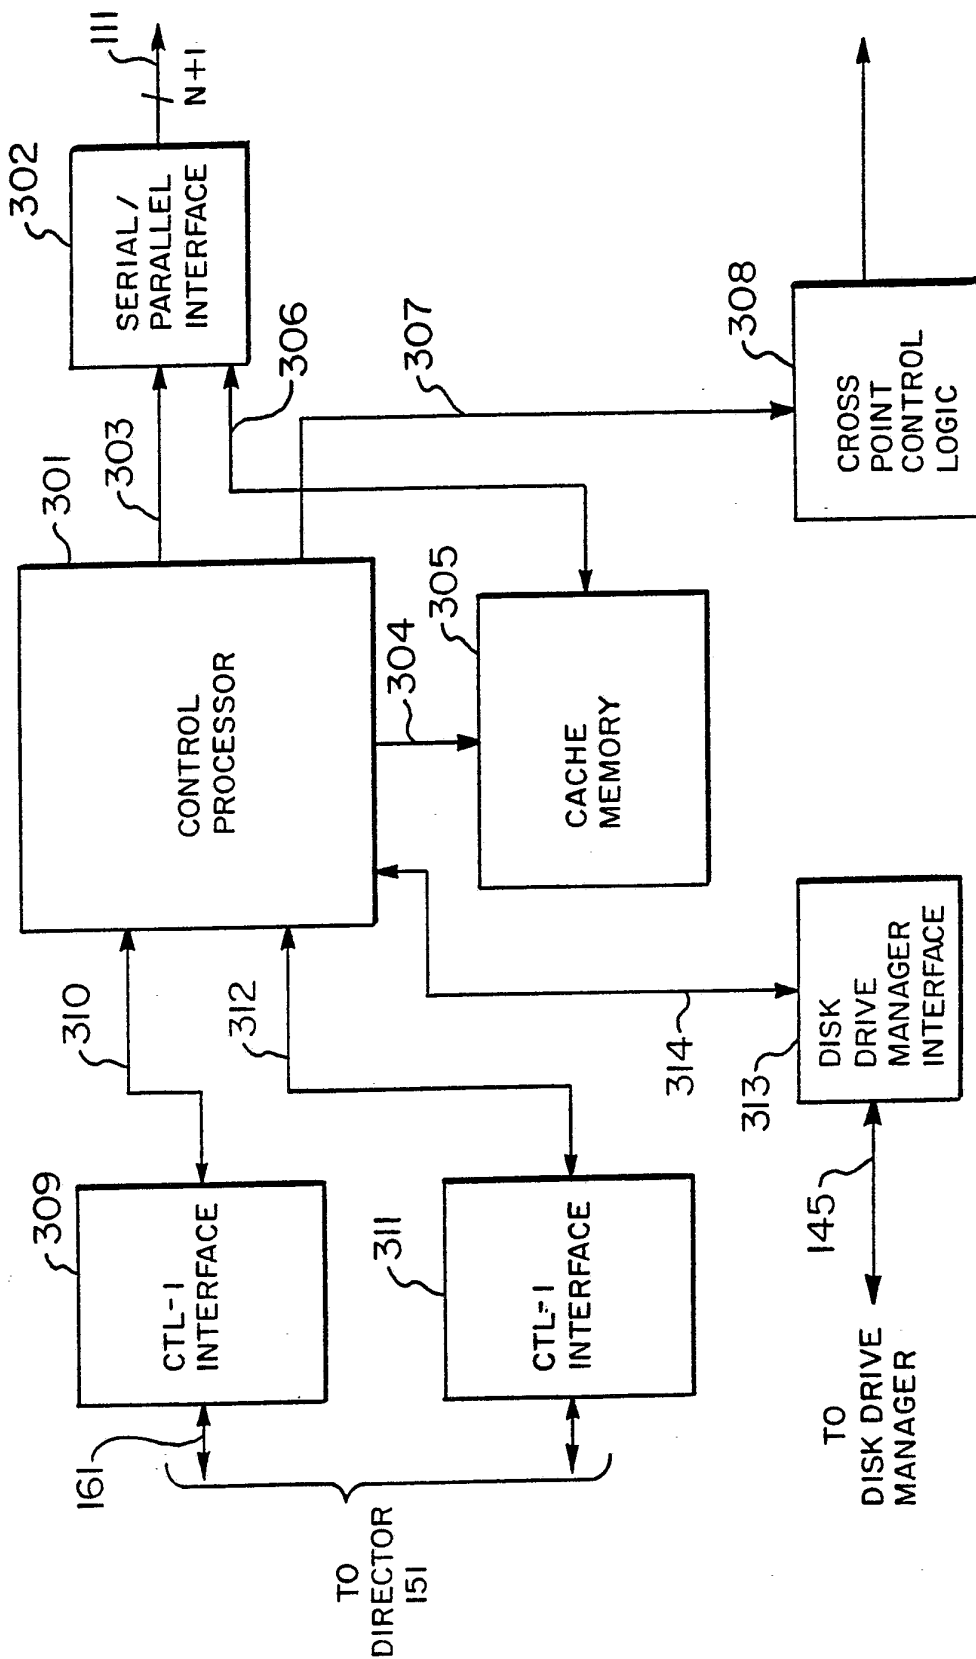 161
309
CTL-1
INTERFACE
310
301
CONTROL
PROCESSOR
303
302
SERIAL/
PARALLEL
INTERFACE
111
N+1
306
307
312
311
CTL-1
INTERFACE
TO
DIRECTOR
151
304
305
CACHE
MEMORY
308
CROSS
POINT
CONTROL
LOGIC
314
313
DISK
DRIVE
MANAGER
INTERFACE
145
TO
DISK DRIVE
MANAGER